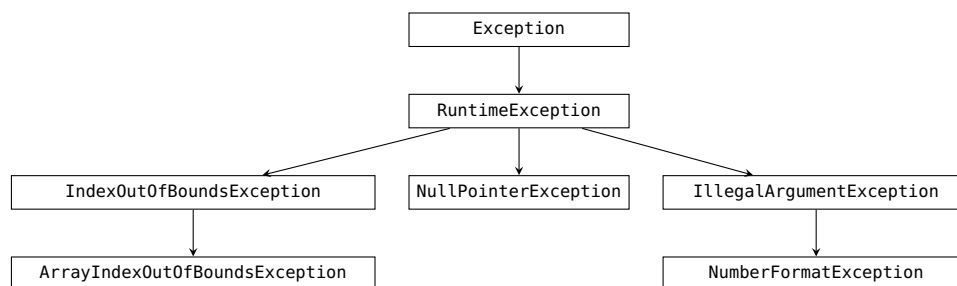 Exception
RuntimeException
IndexOutOfBoundsException
NullPointerException
IllegalArgumentException
ArrayIndexOutOfBoundsException
NumberFormatException